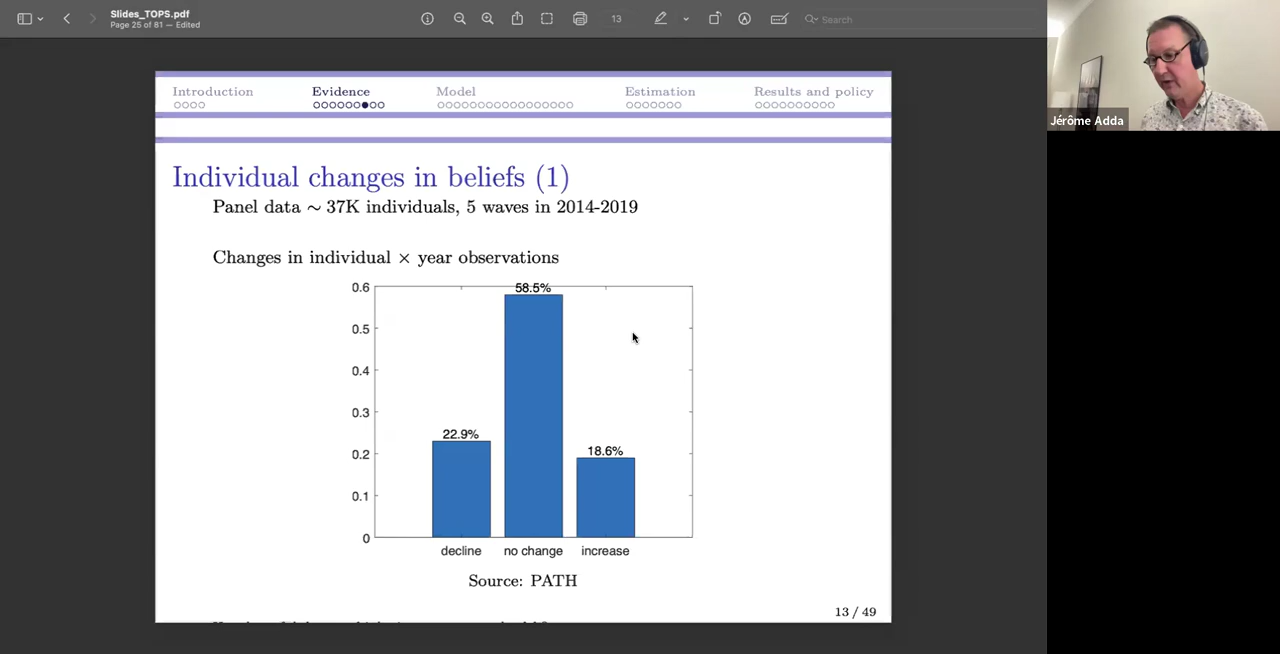 Slides_TOPS.pdf
Page 25 of 81 — Edited
13
Search
Jérôme Adda
Introduction
Evidence
Model
Estimation
Results and policy
Individual changes in beliefs (1)
Panel data ∼ 37K individuals, 5 waves in 2014-2019
Changes in individual × year observations
0.6
0.5
0.4
0.3
0.2
0.1
0
22.9%
58.5%
18.6%
decline
no change
increase
Source: PATH
13 / 49